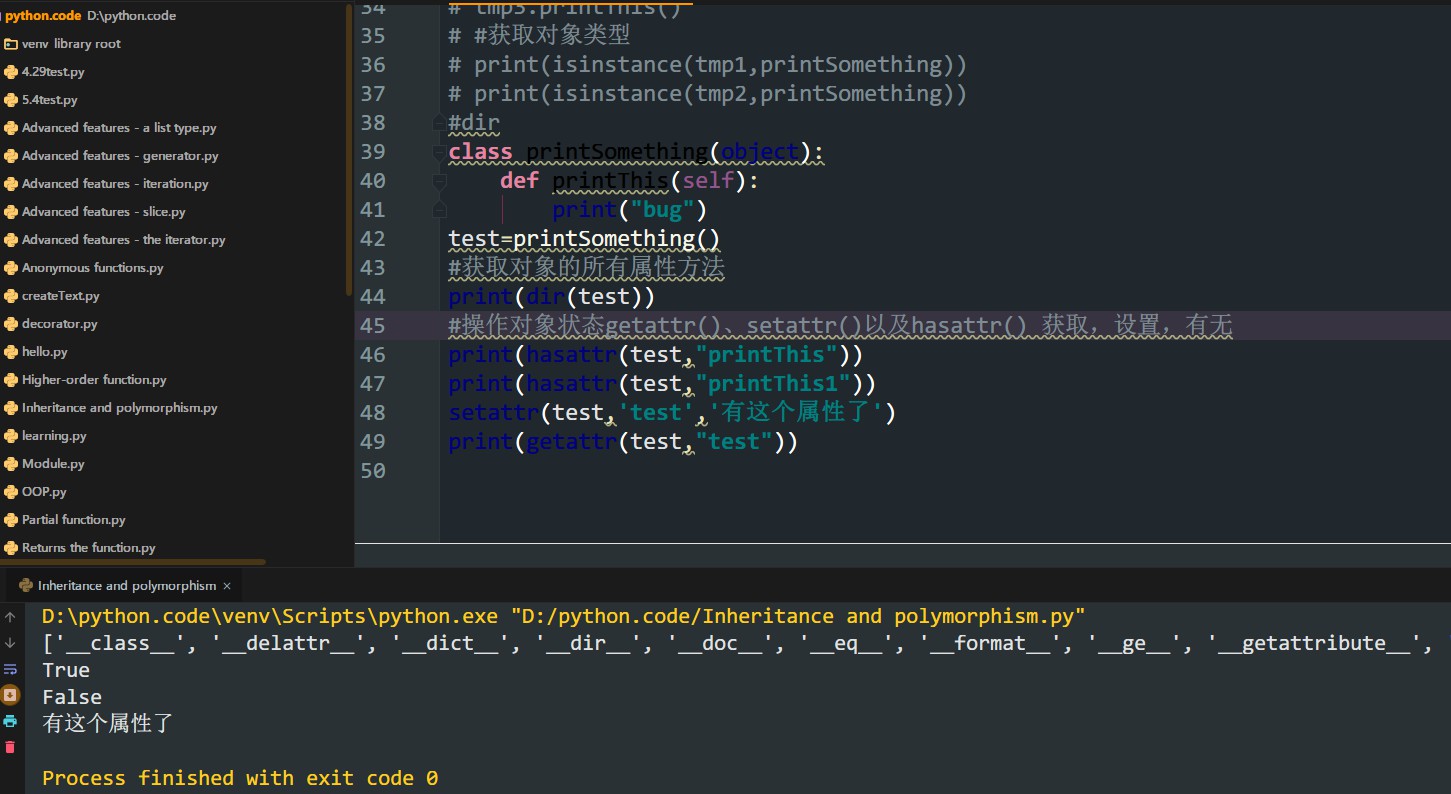 python.code D:\python.code
venv library root
4.29test.py
5.4test.py
Advanced features - a list type.py
Advanced features - generator.py
Advanced features - iteration.py
Advanced features - slice.py
Advanced features - the iterator.py
Anonymous functions.py
createText.py
decorator.py
hello.py
Higher-order function.py
Inheritance and polymorphism.py
learning.py
Module.py
OOP.py
Partial function.py
Returns the function.py
34 # tmp3.printThis()
35 # #获取对象类型
36 # print(isinstance(tmp1,printSomething))
37 # print(isinstance(tmp2,printSomething))
38 #dir
39 class printSomething(object):
40     def printThis(self):
41         print("bug")
42 test=printSomething()
43 #获取对象的所有属性方法
44 print(dir(test))
45 #操作对象状态getattr()、setattr()以及hasattr() 获取，设置，有无
46 print(hasattr(test,"printThis"))
47 print(hasattr(test,"printThis1"))
48 setattr(test,'test','有这个属性了')
49 print(getattr(test,"test"))
50
Inheritance and polymorphism ×
D:\python.code\venv\Scripts\python.exe "D:/python.code/Inheritance and polymorphism.py"
['__class__', '__delattr__', '__dict__', '__dir__', '__doc__', '__eq__', '__format__', '__ge__', '__getattribute__',
True
False
有这个属性了
Process finished with exit code 0